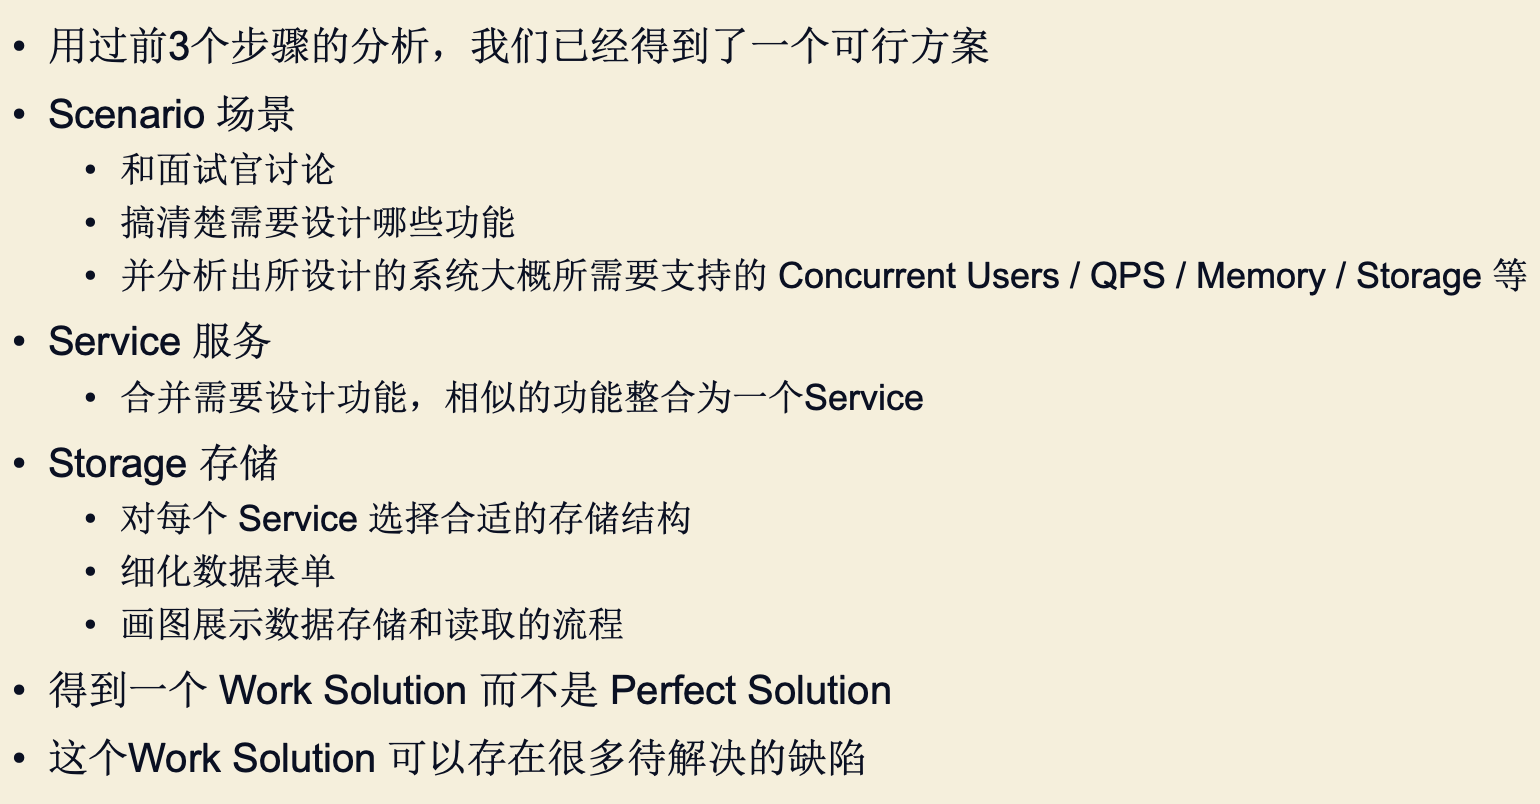 • 用过前3个步骤的分析，我们已经得到了一个可行方案
• Scenario 场景
• 和面试官讨论
• 搞清楚需要设计哪些功能
• 并分析出所设计的系统大概所需要支持的 Concurrent Users / QPS / Memory / Storage 等
• Service 服务
• 合并需要设计功能，相似的功能整合为一个Service
• Storage 存储
• 对每个 Service 选择合适的存储结构
• 细化数据表单
• 画图展示数据存储和读取的流程
• 得到一个 Work Solution 而不是 Perfect Solution
• 这个Work Solution 可以存在很多待解决的缺陷